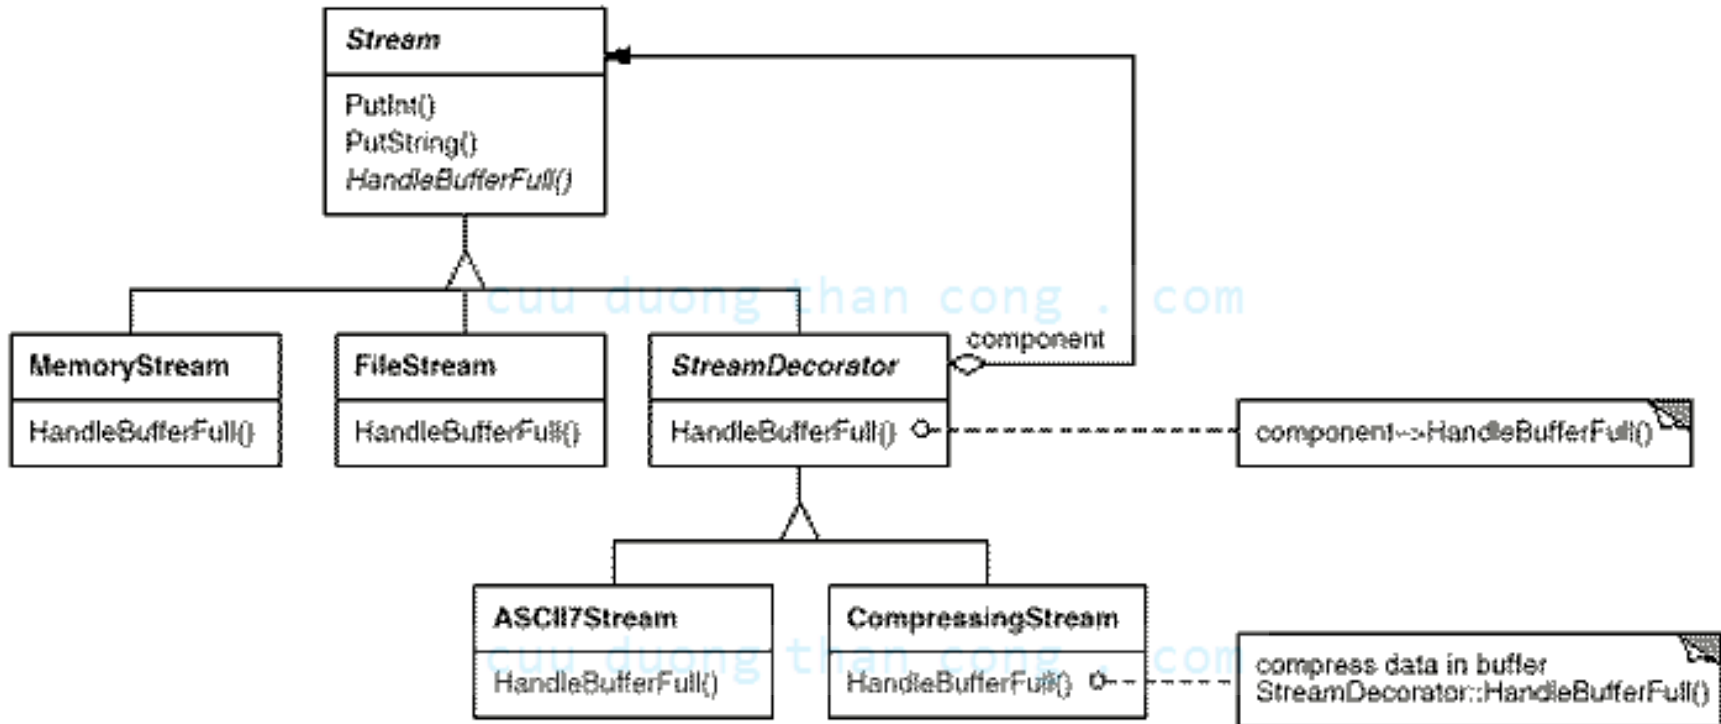 Stream
PutInt()
PutString()
HandleBufferFull()
cuu duong than cong . com
component
MemoryStream
HandleBufferFull()
FileStream
HandleBufferFull()
StreamDecorator
HandleBufferFull()
component->HandleBufferFull()
ASCII7Stream
HandleBufferFull()
CompressingStream
HandleBufferFull()
cuu duong than cong . com
compress data in buffer
StreamDecorator::HandleBufferFull()